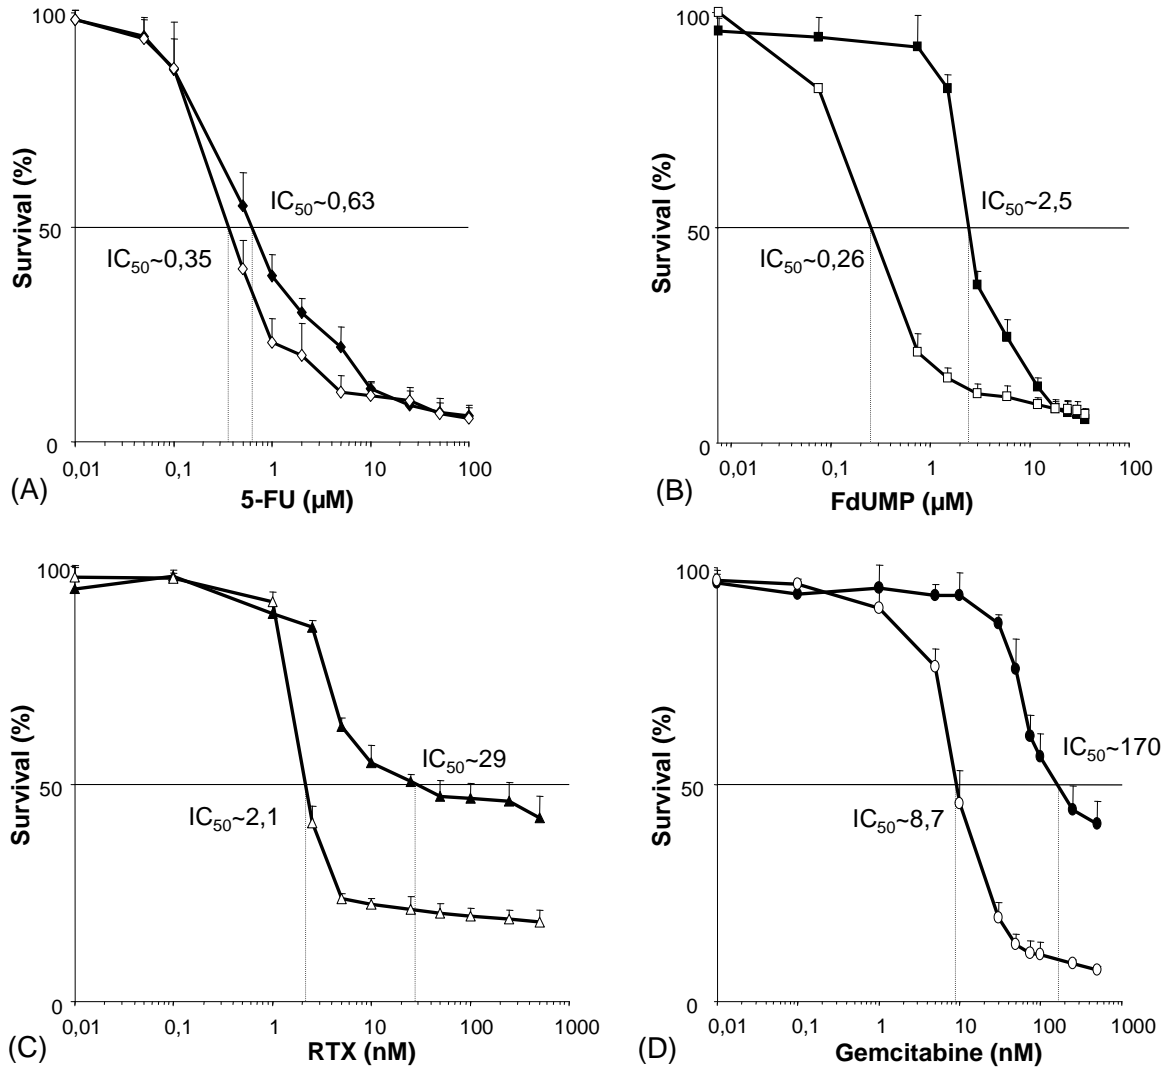 100
Survival (%)
50
0
IC50~0,63
IC50~0,35
0,01 0,1 1 10 100
(A)
5-FU (µM)
100
Survival (%)
50
0
IC50~2,5
IC50~0,26
0,01 0,1 1 10 100
(B)
FdUMP (µM)
100
Survival (%)
50
0
IC50~29
IC50~2,1
0,01 0,1 1 10 100 1000
(C)
RTX (nM)
100
Survival (%)
50
0
IC50~170
IC50~8,7
0,01 0,1 1 10 100 1000
(D)
Gemcitabine (nM)